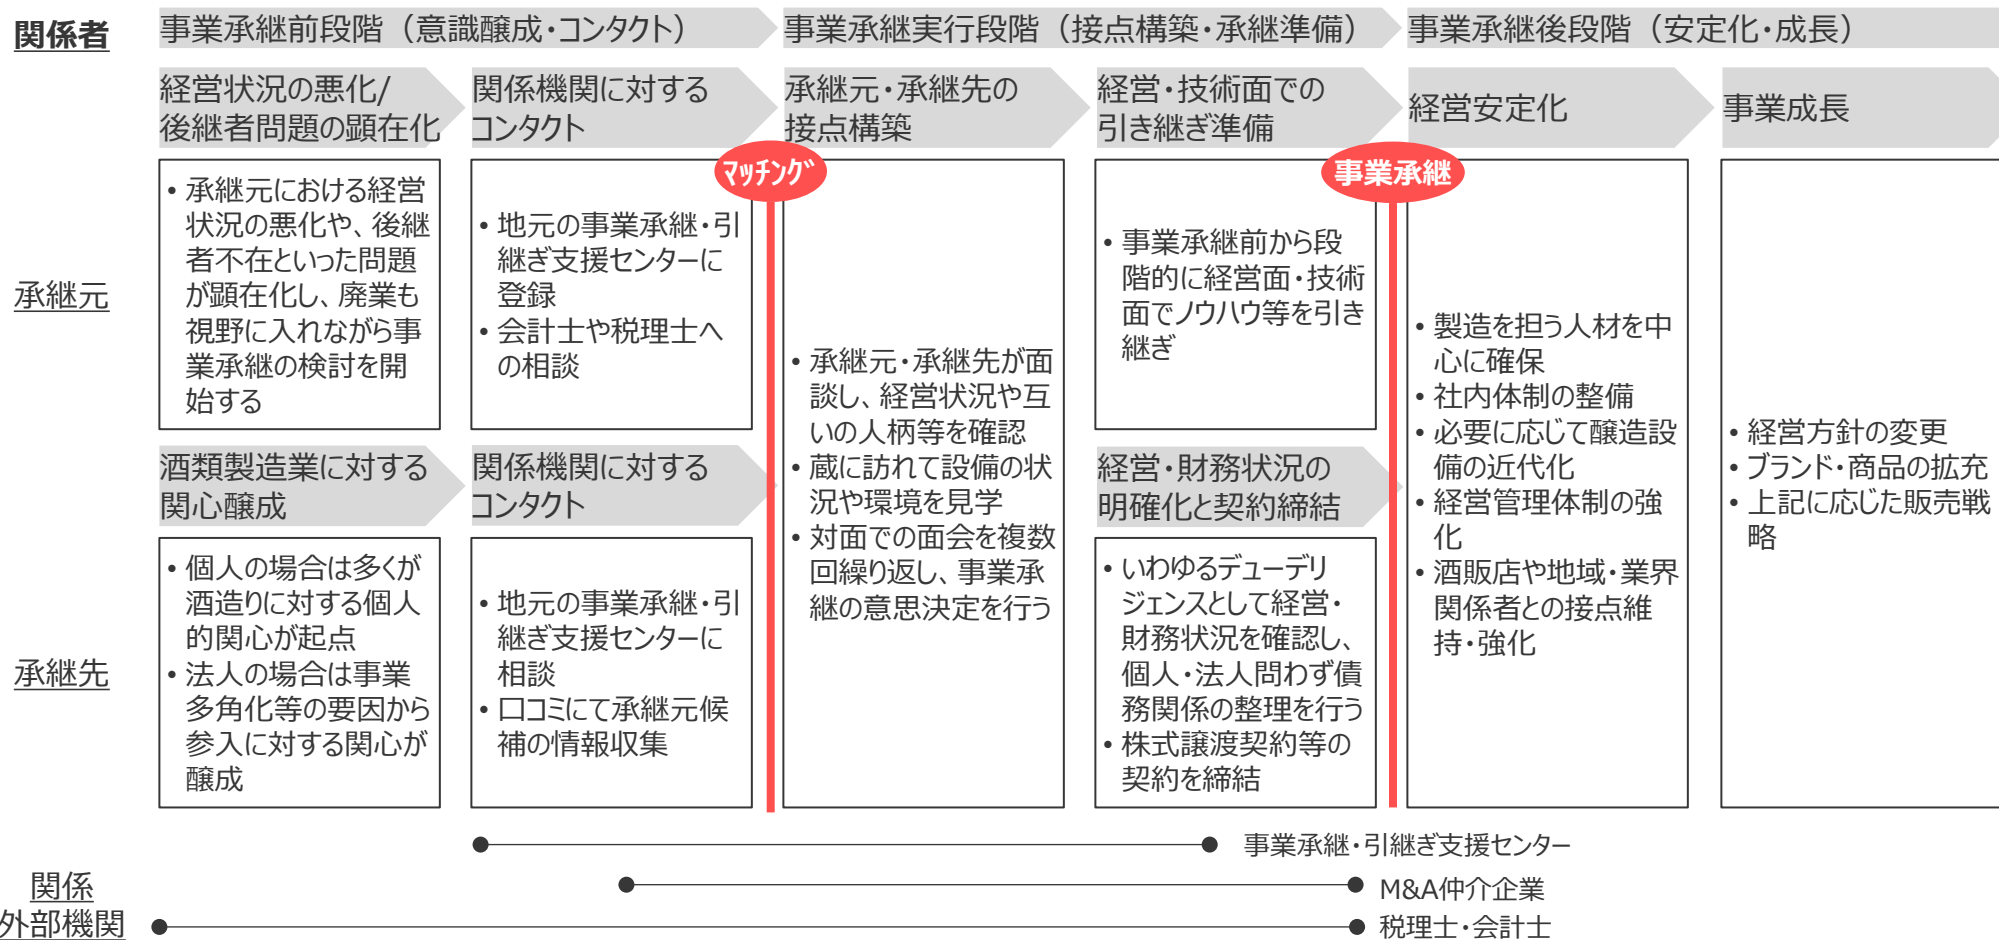 関係者
事業承継前段階（意識醸成・コンタクト）
事業承継実行段階（接点構築・承継準備）
事業承継後段階（安定化・成長）
経営状況の悪化/
後継者問題の顕在化
関係機関に対する
コンタクト
承継元・承継先の
接点構築
経営・技術面での
引き継ぎ準備
経営安定化
事業成長
マッチング
事業承継
承継元
• 承継元における経営
状況の悪化や、後継
者不在といった問題
が顕在化し、廃業も
視野に入れながら事
業承継の検討を開
始する
• 地元の事業承継・引
継ぎ支援センターに
登録
• 会計士や税理士へ
の相談
• 承継元・承継先が面
談し、経営状況や互
いの人柄等を確認
• 蔵に訪れて設備の状
況や環境を見学
• 対面での面会を複数
回繰り返し、事業承
継の意思決定を行う
• 事業承継前から段
階的に経営面・技術
面でノウハウ等を引き
継ぎ
• 製造を担う人材を中
心に確保
• 社内体制の整備
• 必要に応じて醸造設
備の近代化
• 経営管理体制の強
化
• 酒販店や地域・業界
関係者との接点維
持・強化
• 経営方針の変更
• ブランド・商品の拡充
• 上記に応じた販売戦
略
承継先
酒類製造業に対する
関心醸成
関係機関に対する
コンタクト
経営・財務状況の
明確化と契約締結
• 個人の場合は多くが
酒造りに対する個人
的関心が起点
• 法人の場合は事業
多角化等の要因から
参入に対する関心が
醸成
• 地元の事業承継・引
継ぎ支援センターに
相談
• 口コミにて承継元候
補の情報収集
• いわゆるデューデリ
ジェンスとして経営・
財務状況を確認し、
個人・法人問わず債
務関係の整理を行う
• 株式譲渡契約等の
契約を締結
関係
外部機関
事業承継・引継ぎ支援センター
M&A仲介企業
税理士・会計士